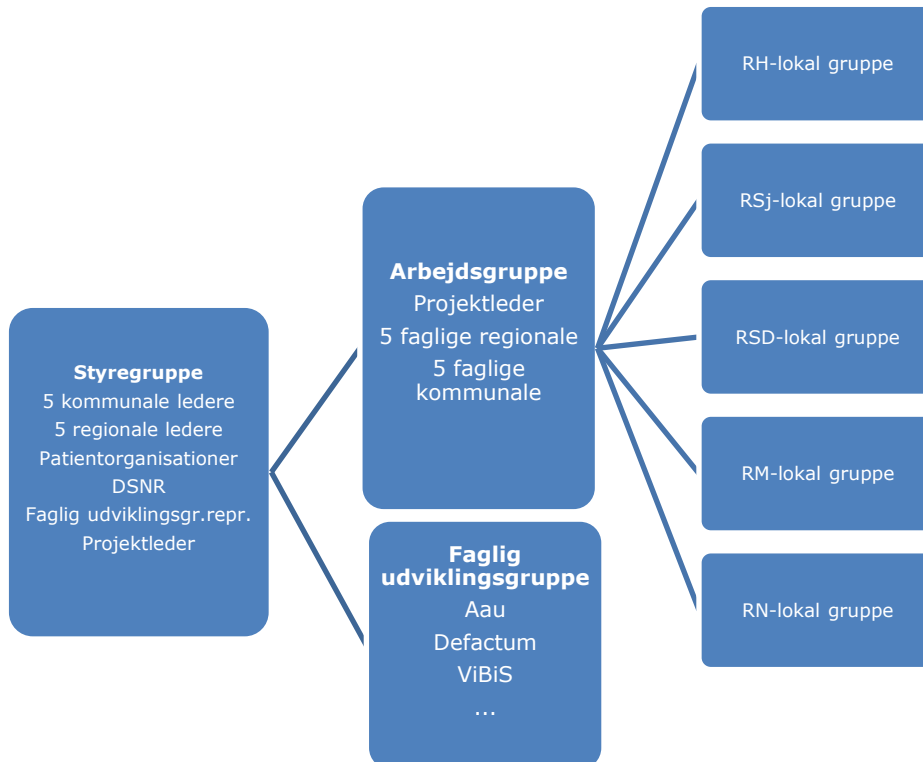 Styregruppe
5 kommunale ledere
5 regionale ledere
Patientorganisationer
DSNR
Faglig udviklingsgr.repr.
Projektleder
Arbejdsgruppe
Projektleder
5 faglige regionale
5 faglige
kommunale
Faglig
udviklingsgruppe
Aau
Defactum
ViBiS
...
RH-lokal gruppe
RSj-lokal gruppe
RSD-lokal gruppe
RM-lokal gruppe
RN-lokal gruppe